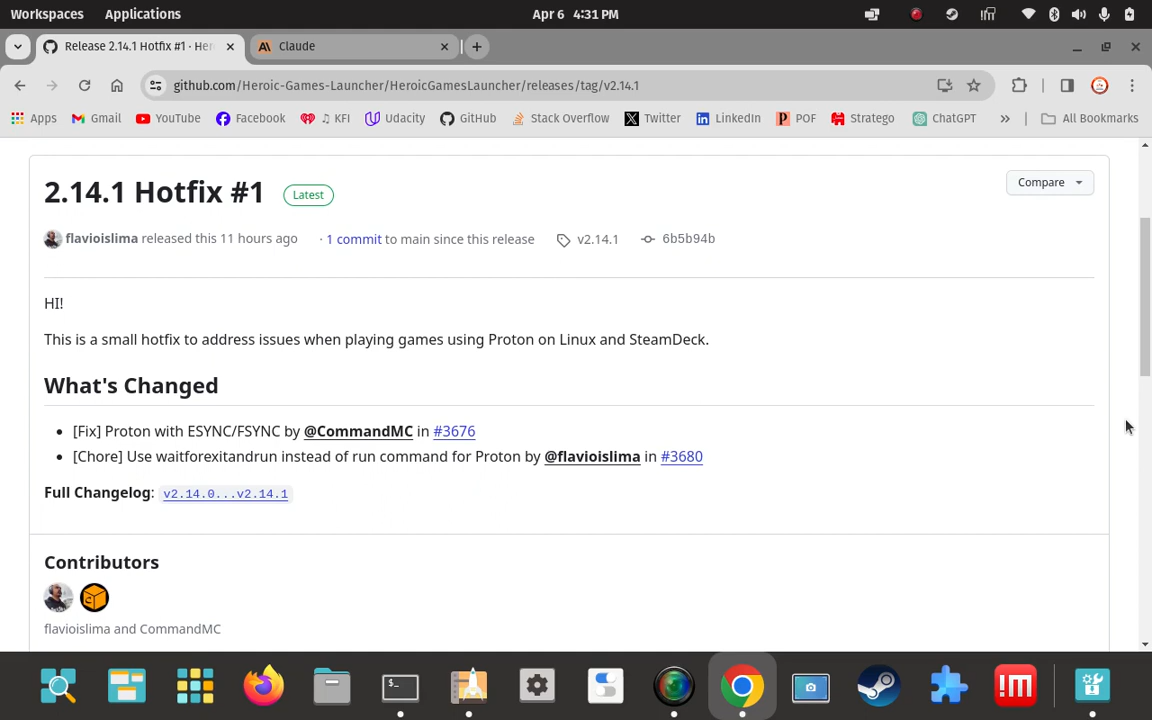 Workspaces Applications Apr 6 4:31 PM
Release 2.14.1 Hotfix #1 · Her Claude
github.com/Heroic-Games-Launcher/HeroicGamesLauncher/releases/tag/v2.14.1
Apps Gmail YouTube Facebook ♫ KFI Udacity GitHub Stack Overflow Twitter LinkedIn POF Stratego ChatGPT » All Bookmarks
2.14.1 Hotfix #1 Latest Compare
flavioislima released this 11 hours ago · 1 commit to main since this release v2.14.1 6b5b94b
HI!
This is a small hotfix to address issues when playing games using Proton on Linux and SteamDeck.
What's Changed
• [Fix] Proton with ESYNC/FSYNC by @CommandMC in #3676
• [Chore] Use waitforexitandrun instead of run command for Proton by @flavioislima in #3680
Full Changelog: v2.14.0...v2.14.1
Contributors
flavioislima and CommandMC